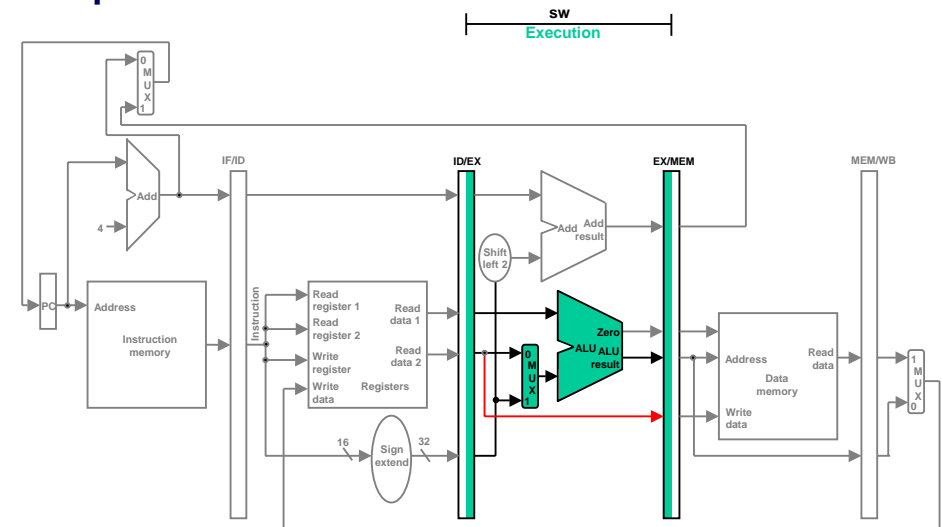 SW
Execution
0
M
U
X
1
IF/ID
ID/EX
EX/MEM
MEM/WB
Add
4
Add
Add
result
Shift
left 2
PC
Address
Instruction
memory
Instruction
Read
register 1
Read
register 2
Write
register
Write
data
Registers
Read
data 1
Read
data 2
16
Sign
extend
32
0
M
U
X
1
Zero
ALU
ALU
result
Address
Read
data
Data
memory
Write
data
1
M
U
X
0